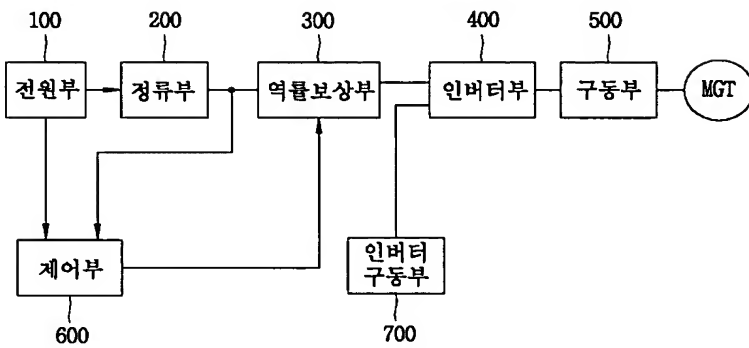 100
200
300
400
500
전원부
정류부
역률보상부
인버터부
구동부
MGT
제어부
인버터
구동부
600
700